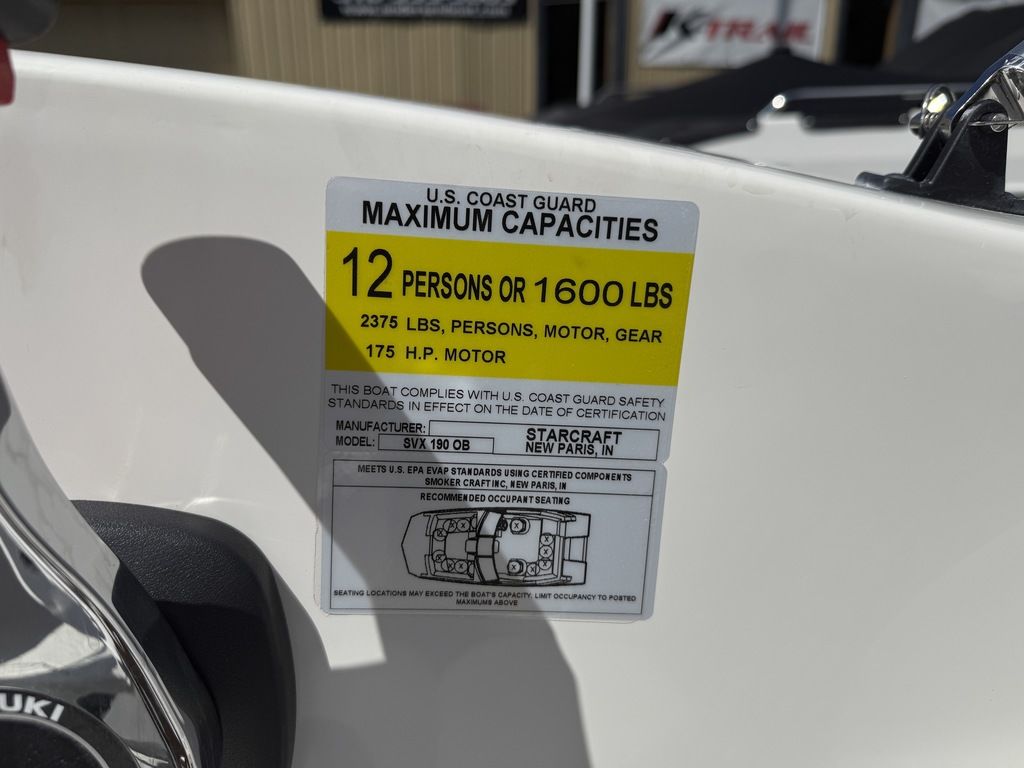 KTRAIL
U.S. COAST GUARD
MAXIMUM CAPACITIES
12 PERSONS OR 1600 LBS
2375 LBS, PERSONS, MOTOR, GEAR
175 H.P. MOTOR
THIS BOAT COMPLIES WITH U.S. COAST GUARD SAFETY
STANDARDS IN EFFECT ON THE DATE OF CERTIFICATION
MANUFACTURER: STARCRAFT
MODEL: SVX 190 OB NEW PARIS, IN
MEETS U.S. EPA EVAP STANDARDS USING CERTIFIED COMPONENTS
SMOKER CRAFT INC, NEW PARIS, IN
RECOMMENDED OCCUPANT SEATING
SEATING LOCATIONS MAY EXCEED THE BOAT'S CAPACITY. LIMIT OCCUPANCY TO POSTED
MAXIMUMS ABOVE
UKI